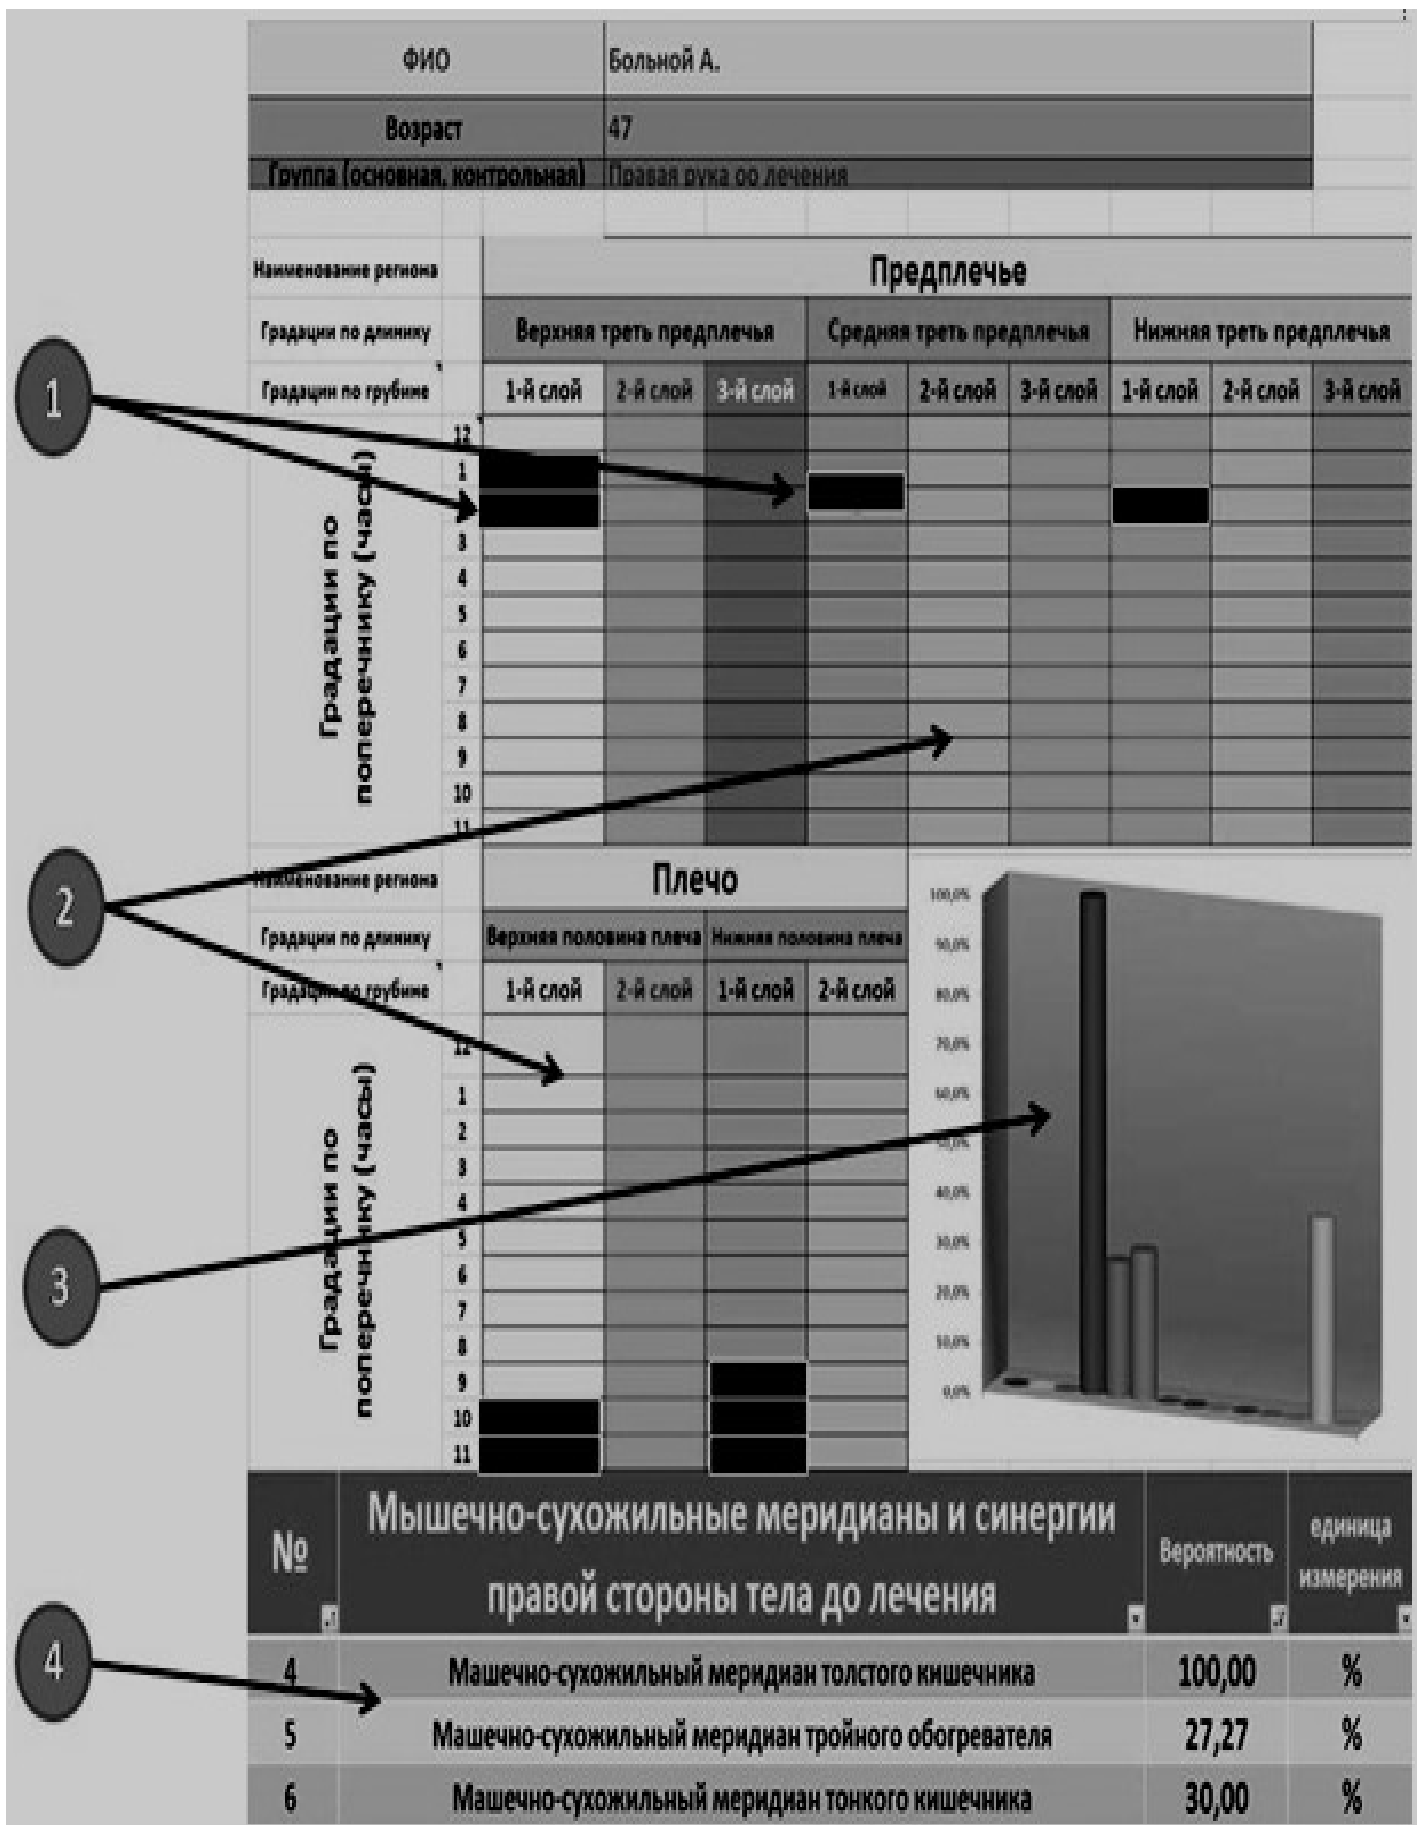 ФИО Больной А.
Возраст 47
Группа (основная, контрольная) Правая рука оо лечения
Наименование региона Предплечье
Градации по длинику Верхняя треть предплечья Средняя треть предплечья Нижняя треть предплечья
1
Градации по грубине 1-й слой 2-й слой 3-й слой 1-й слой 2-й слой 3-й слой 1-й слой 2-й слой 3-й слой
Градации по
поперечнику (часы)
12
1
3
4
5
6
7
8
9
10
11
2
Наименование региона Плечо
Градации по длинику Верхняя половина плеча Нижняя половина плеча
Градации по грубине 1-й слой 2-й слой 1-й слой 2-й слой
Градации по
поперечнику (часы)
12
1
2
3
4
5
6
7
8
9
10
11
100,0%
90,0%
80,0%
70,0%
60,0%
50,0%
40,0%
30,0%
20,0%
10,0%
0,0%
3
№ Мышечно-сухожильные меридианы и синергии
правой стороны тела до лечения
Вероятность
единица
измерения
4
4 Машечно-сухожильный меридиан толстого кишечника 100,00 %
5 Машечно-сухожильный меридиан тройного обогревателя 27,27 %
6 Машечно-сухожильный меридиан тонкого кишечника 30,00 %